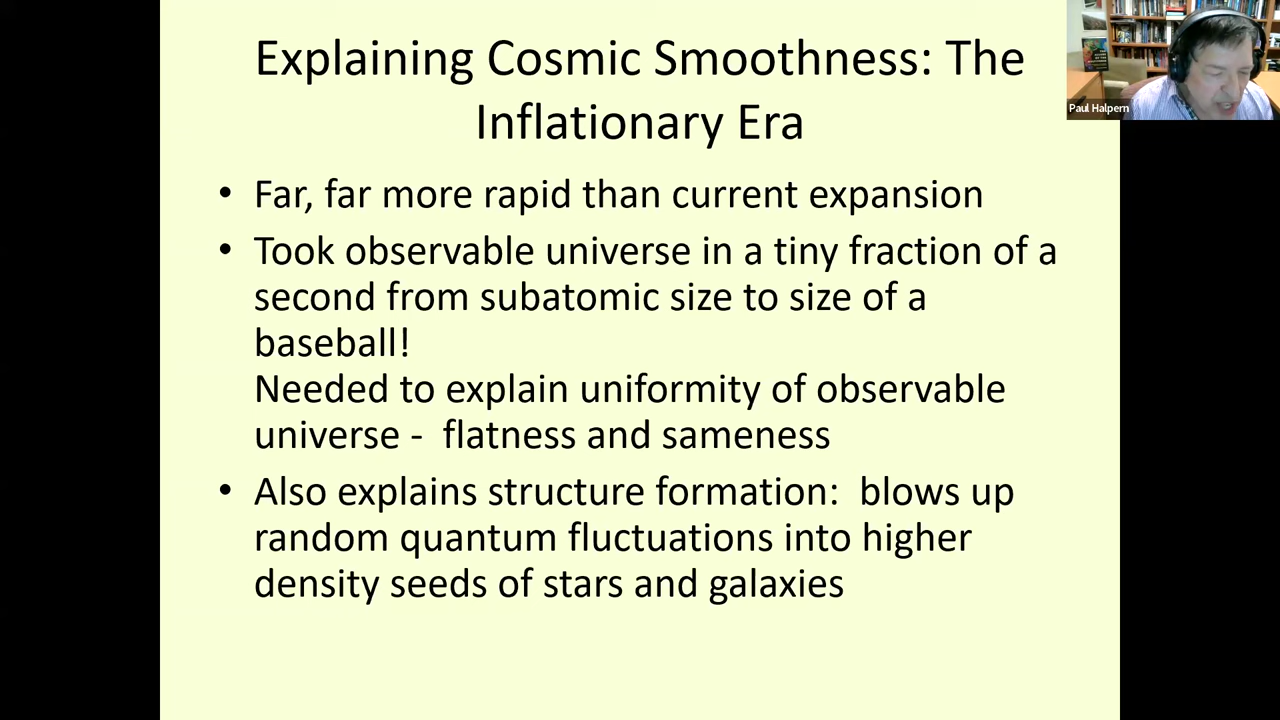 Explaining Cosmic Smoothness: The
Inflationary Era
Paul Halpern
• Far, far more rapid than current expansion
• Took observable universe in a tiny fraction of a
second from subatomic size to size of a
baseball!
Needed to explain uniformity of observable
universe -  flatness and sameness
• Also explains structure formation:  blows up
random quantum fluctuations into higher
density seeds of stars and galaxies